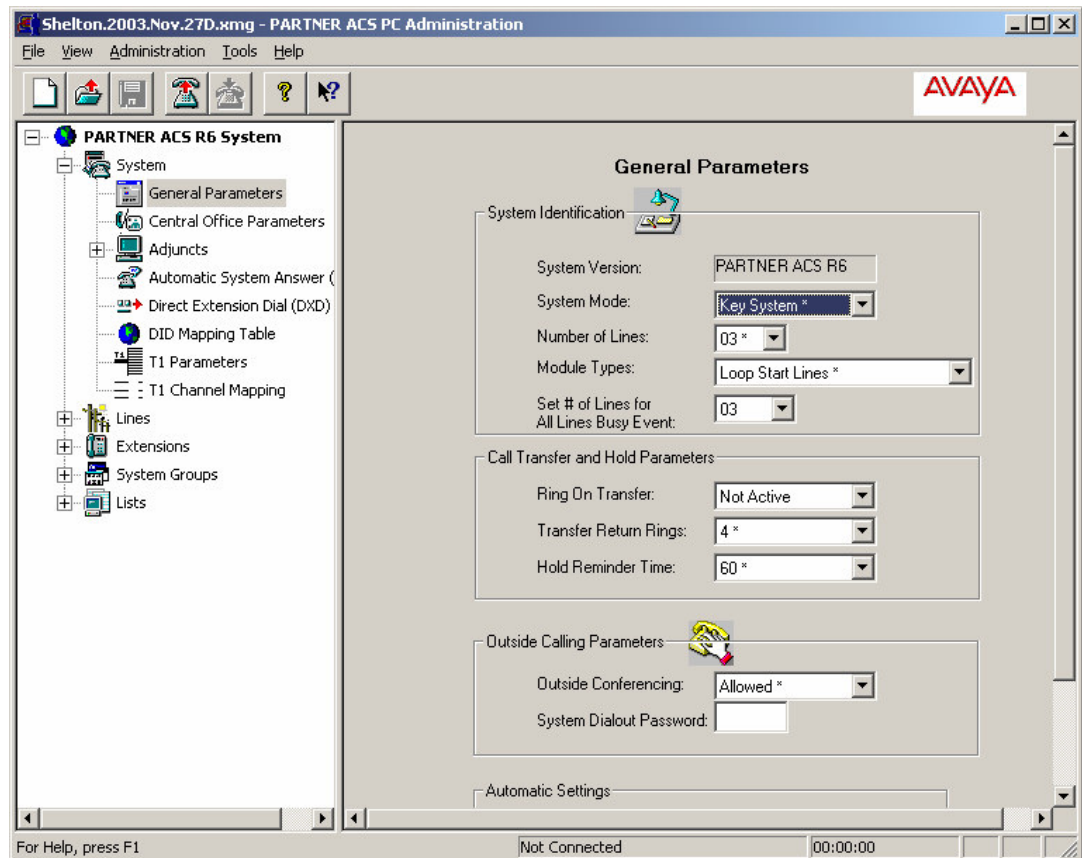 Shelton.2003.Nov.27D.xmg - PARTNER ACS PC Administration
File View Administration Tools Help
AVAYA
PARTNER ACS R6 System
System
General Parameters
Central Office Parameters
Adjuncts
Automatic System Answer (
Direct Extension Dial (DXD)
DID Mapping Table
T1 Parameters
T1 Channel Mapping
Lines
Extensions
System Groups
Lists
General Parameters
System Identification
System Version: PARTNER ACS R6
System Mode: Key System *
Number of Lines: 03 *
Module Types: Loop Start Lines *
Set # of Lines for
All Lines Busy Event: 03
Call Transfer and Hold Parameters
Ring On Transfer: Not Active
Transfer Return Rings: 4 *
Hold Reminder Time: 60 *
Outside Calling Parameters
Outside Conferencing: Allowed *
System Dialout Password:
Automatic Settings
For Help, press F1 Not Connected 00:00:00